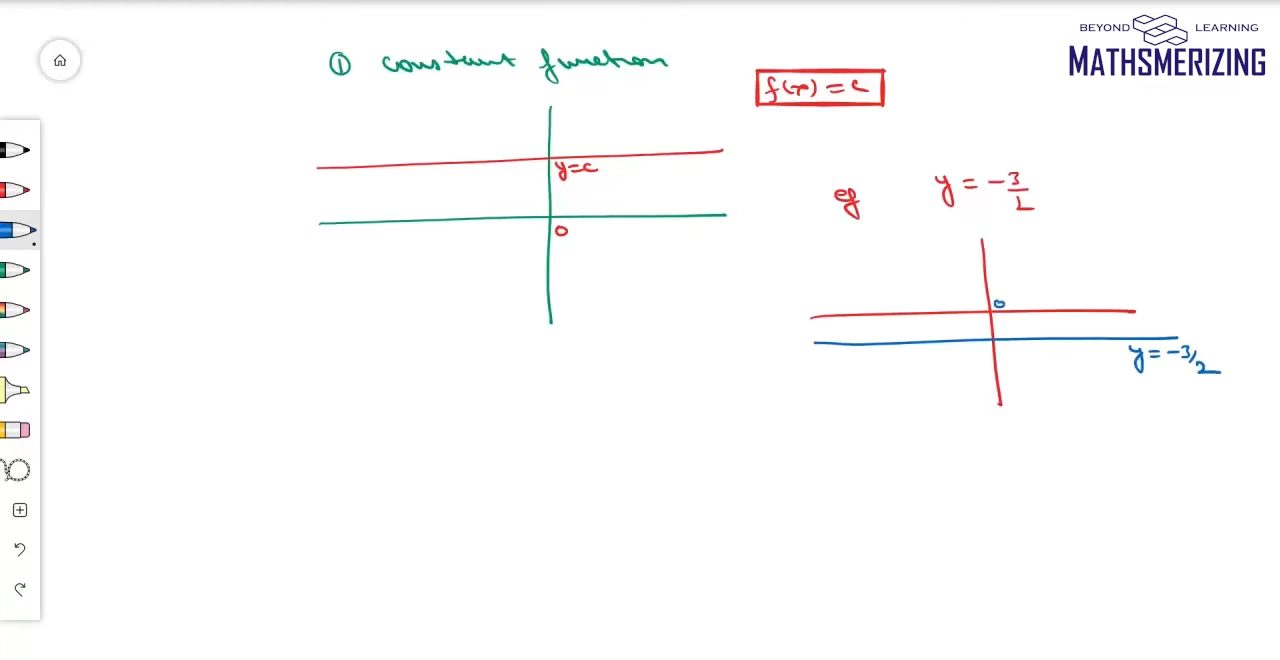 BEYOND LEARNING
MATHSMERIZING
① constant function
f(x) = c
y=c
0
eg y = -3/2
0
y = -3/2